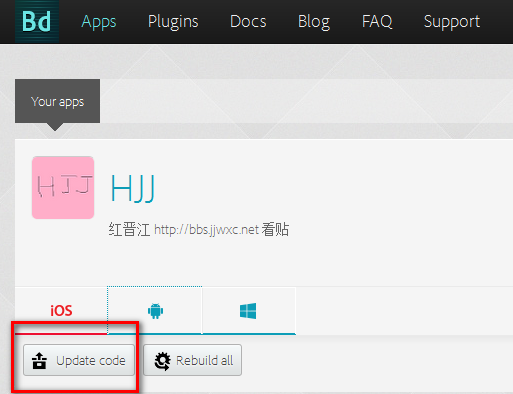 Bd Apps Plugins Docs Blog FAQ Support
Your apps
HJJ
HJJ
红晋江 http://bbs.jjwxc.net 看贴
iOS
Update code Rebuild all